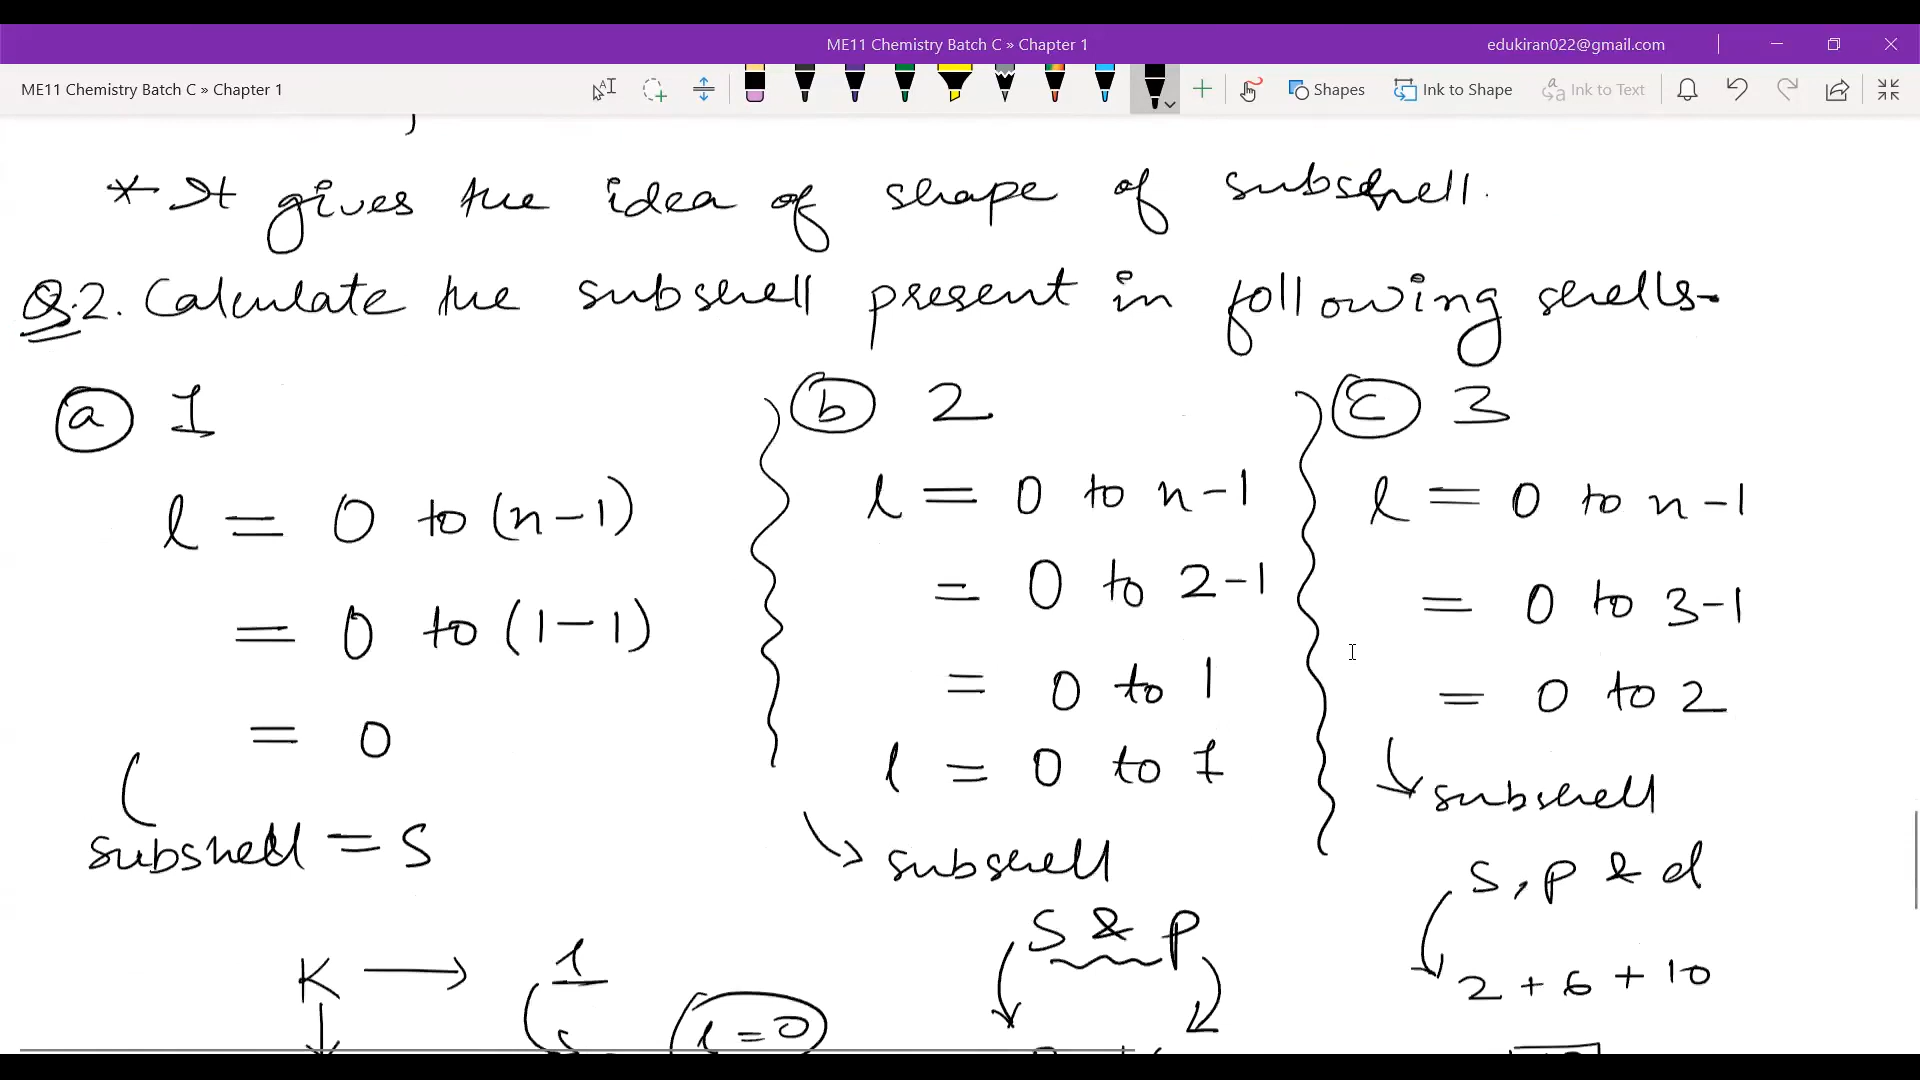 ME11 Chemistry Batch C » Chapter 1
edukiran022@gmail.com
ME11 Chemistry Batch C » Chapter 1
Shapes
Ink to Shape
Ink to Text
* It gives the idea of shape of subshell.
Q.2. Calculate the subshell present in following shells-
a 1
l = 0 to (n-1)
= 0 to (1-1)
= 0
subshell = s
K → 1
l = 0
b 2
l = 0 to n-1
= 0 to 2-1
= 0 to 1
l = 0 to 1
subshell
s & p
c 3
l = 0 to n-1
= 0 to 3-1
= 0 to 2
subshell
s, p & d
2 + 6 + 10